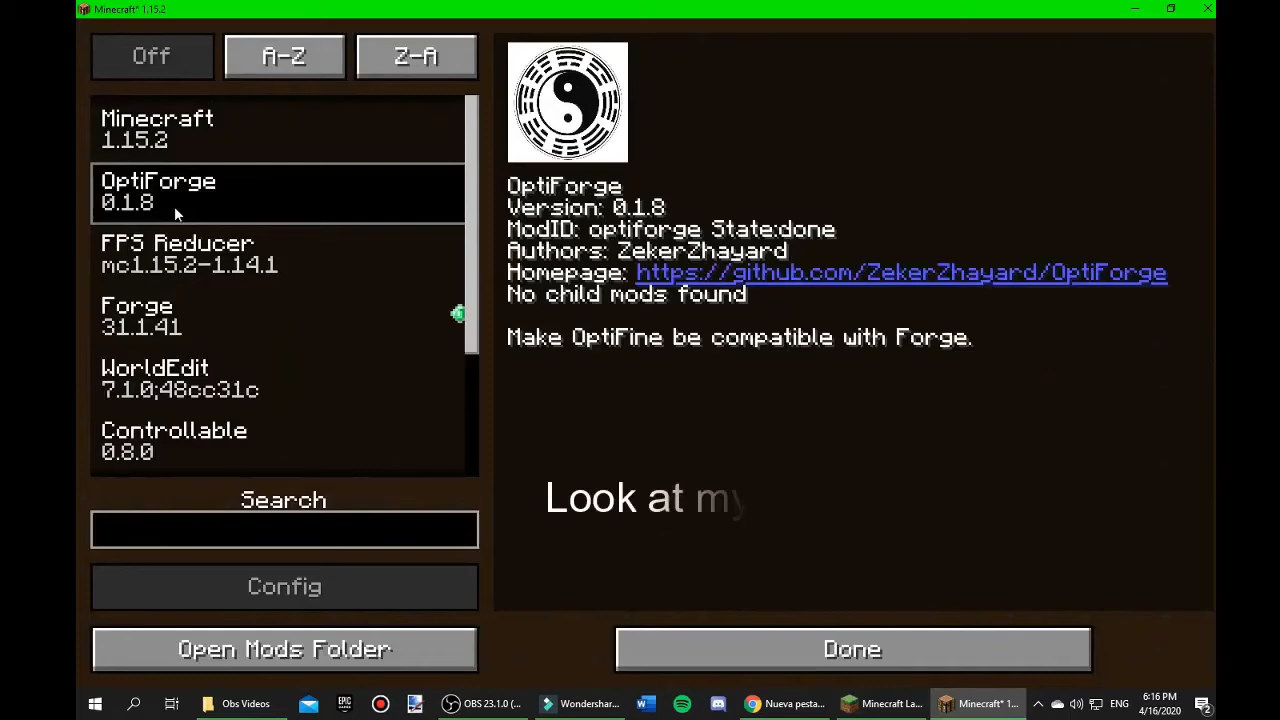 Minecraft* 1.15.2
Off
A-Z
Z-A
Minecraft
1.15.2
OptiForge
0.1.8
FPS Reducer
mc1.15.2-1.14.1
Forge
31.1.41
WorldEdit
7.1.0;48cc31c
Controllable
0.8.0
Search
Config
Open Mods Folder
OptiForge
Version: 0.1.8
ModID: optiforge State:done
Authors: ZekerZhayard
Homepage: https://github.com/ZekerZhayard/OptiForge
No child mods found
Make OptiFine be compatible with Forge.
Look at my
Done
Obs Videos
EPIC
OBS 23.1.0 (...
Wondershar...
Nueva pesta...
Minecraft La...
Minecraft* 1...
ENG
6:16 PM
4/16/2020
2